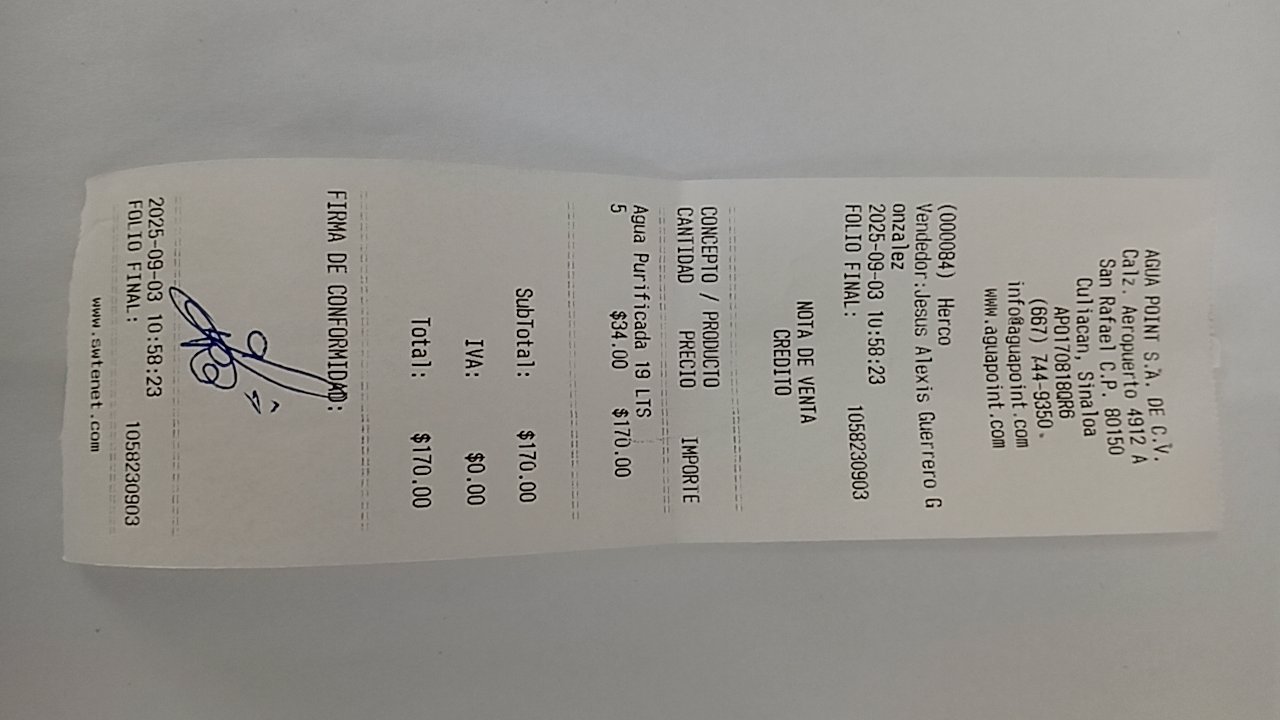 AGUA POINT S.A. DE C.V.
Calz. Aeropuerto 4912 A
San Rafael C.P. 80150
Culiacan, Sinaloa
APO170818QR6
(667) 744-9350.
info@aguapoint.com
www.aguapoint.com
(000084) Herco
Vendedor:Jesus Alexis Guerrero G
onzalez
2025-09-03 10:58:23
FOLIO FINAL: 1058230903
NOTA DE VENTA
CREDITO
CONCEPTO / PRODUCTO
CANTIDAD PRECIO IMPORTE
Agua Purificada 19 LTS
5 $34.00 $170.00
SubTotal: $170.00
IVA: $0.00
Total: $170.00
FIRMA DE CONFORMIDAD:
2025-09-03 10:58:23
FOLIO FINAL: 1058230903
www.swtenet.com